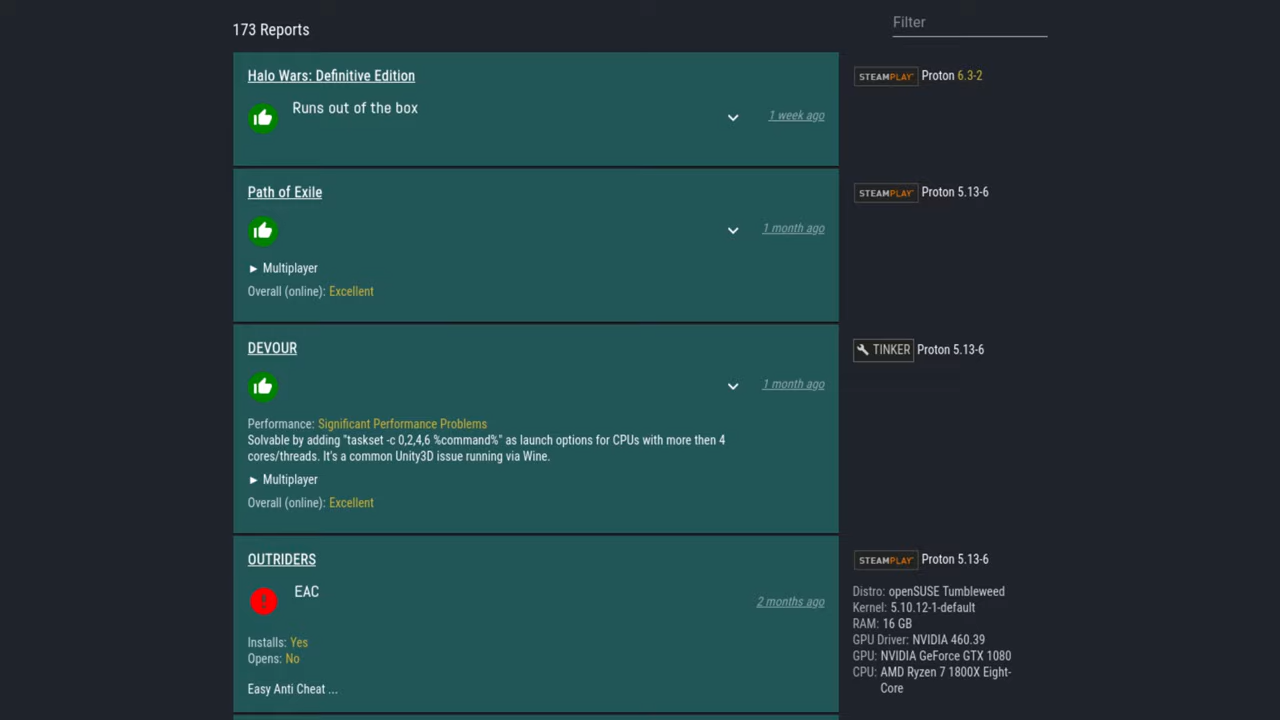 173 Reports
Filter
Halo Wars: Definitive Edition
Runs out of the box
1 week ago
STEAMPLAY Proton 6.3-2
Path of Exile
1 month ago
► Multiplayer
Overall (online): Excellent
STEAMPLAY Proton 5.13-6
DEVOUR
1 month ago
Performance: Significant Performance Problems
Solvable by adding "taskset -c 0,2,4,6 %command%" as launch options for CPUs with more then 4
cores/threads. It's a common Unity3D issue running via Wine.
► Multiplayer
Overall (online): Excellent
TINKER Proton 5.13-6
OUTRIDERS
EAC
2 months ago
Installs: Yes
Opens: No
Easy Anti Cheat ...
STEAMPLAY Proton 5.13-6
Distro: openSUSE Tumbleweed
Kernel: 5.10.12-1-default
RAM: 16 GB
GPU Driver: NVIDIA 460.39
GPU: NVIDIA GeForce GTX 1080
CPU: AMD Ryzen 7 1800X Eight-
Core